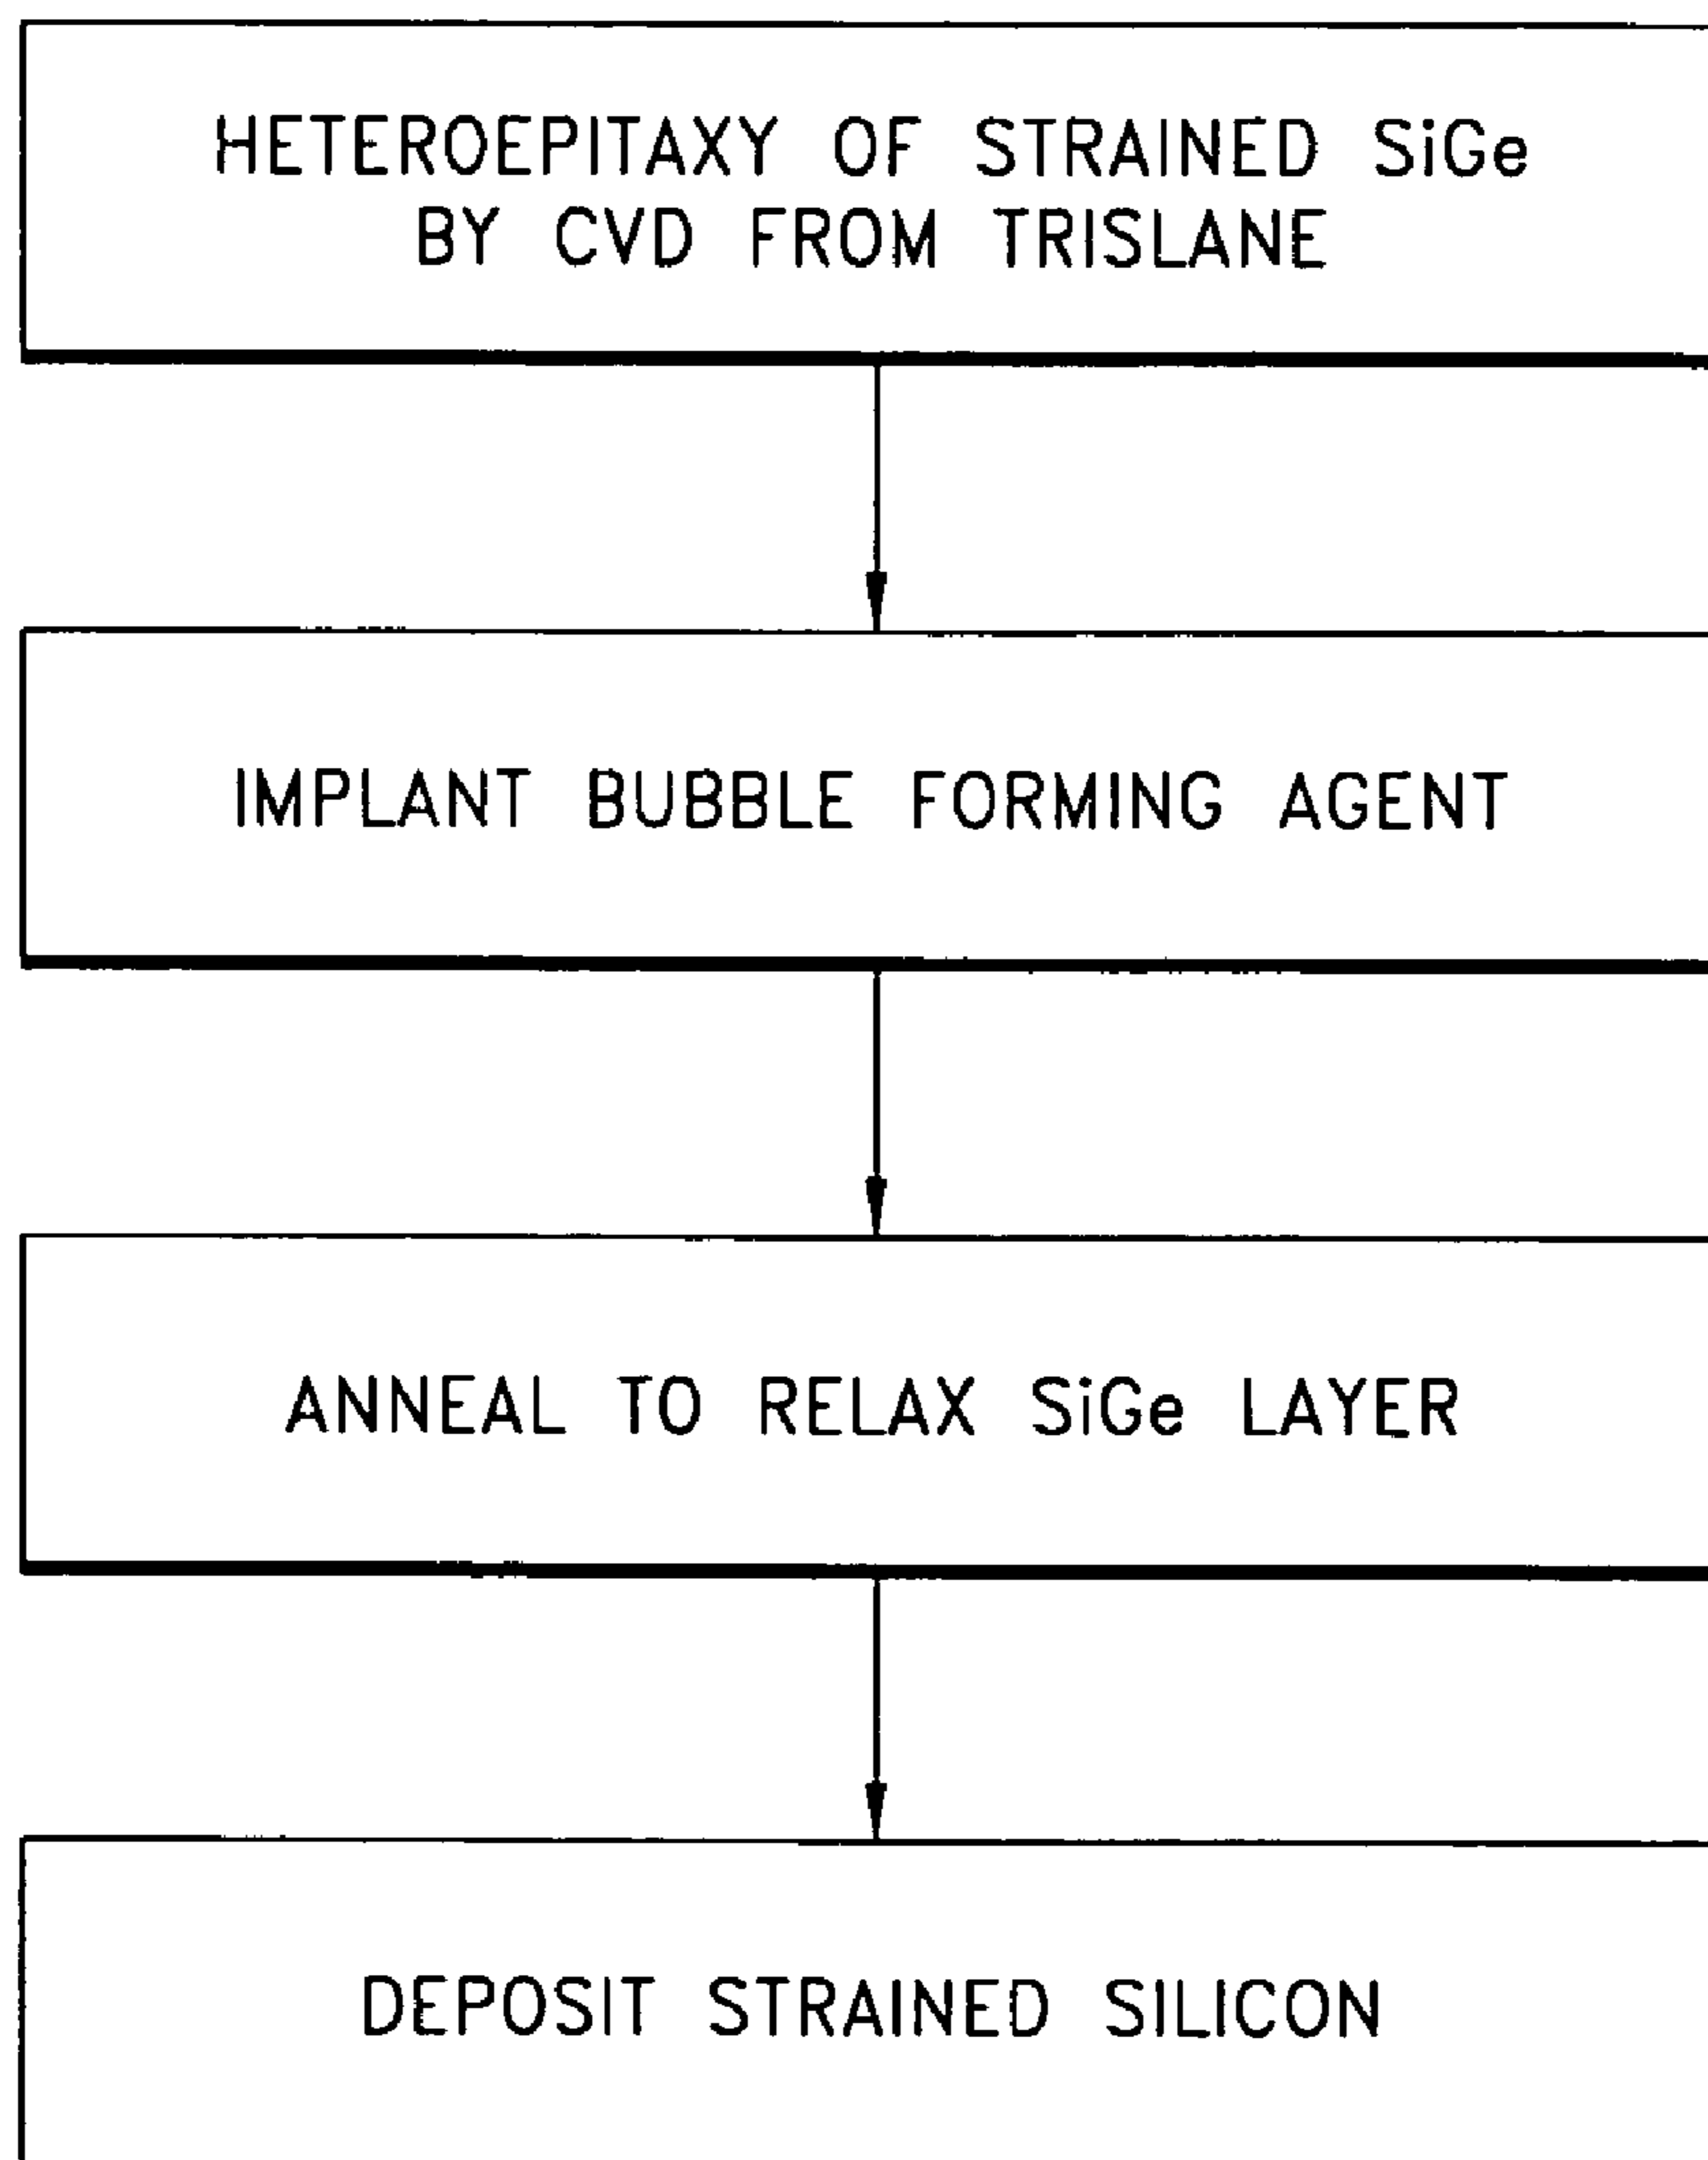 HETEROEPITAXY OF STRAINED SiGe
BY CVD FROM TRISLANE
IMPLANT BUBBLE FORMING AGENT
ANNEAL TO RELAX SiGe LAYER
DEPOSIT STRAINED SILICON